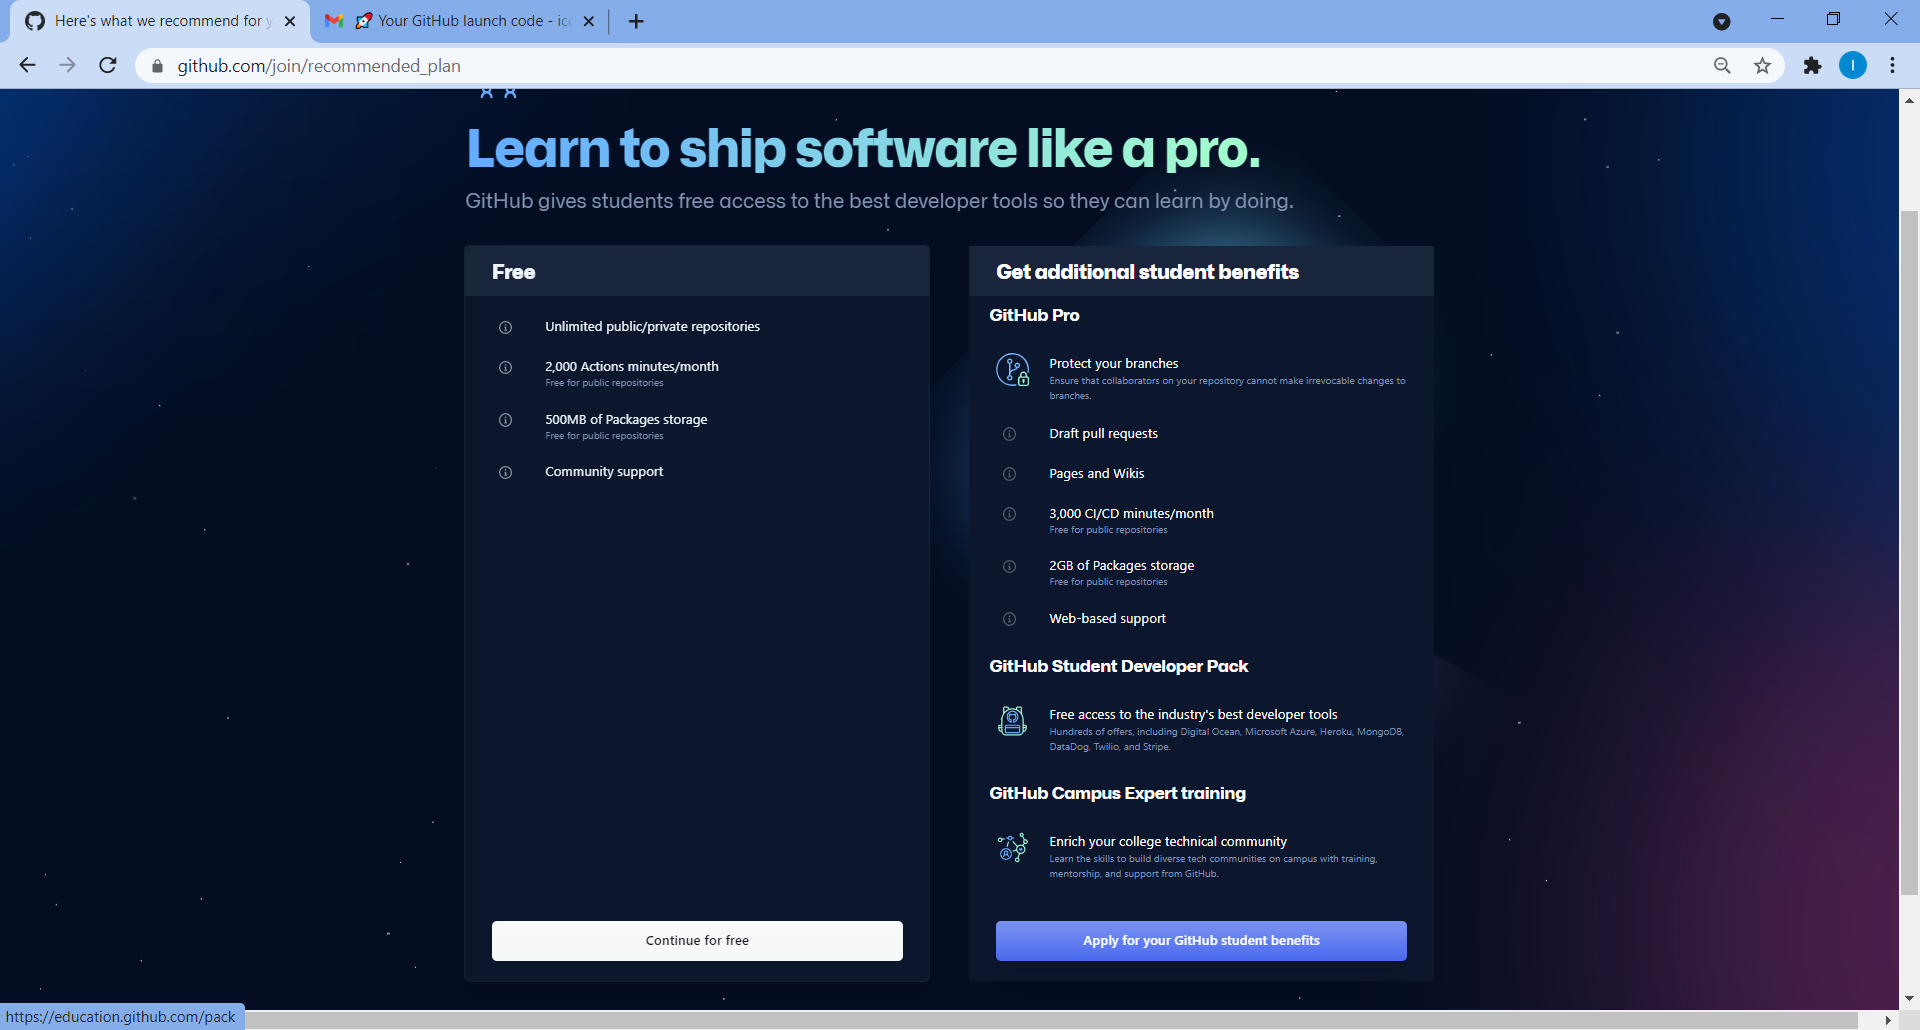 Here's what we recommend for y
Your GitHub launch code - ic
github.com/join/recommended_plan
I
Learn to ship software like a pro.
GitHub gives students free access to the best developer tools so they can learn by doing.
Free
Unlimited public/private repositories
2,000 Actions minutes/month
Free for public repositories
500MB of Packages storage
Free for public repositories
Community support
Continue for free
Get additional student benefits
GitHub Pro
Protect your branches
Ensure that collaborators on your repository cannot make irrevocable changes to
branches.
Draft pull requests
Pages and Wikis
3,000 CI/CD minutes/month
Free for public repositories
2GB of Packages storage
Free for public repositories
Web-based support
GitHub Student Developer Pack
Free access to the industry's best developer tools
Hundreds of offers, including Digital Ocean, Microsoft Azure, Heroku, MongoDB,
DataDog, Twilio, and Stripe.
GitHub Campus Expert training
Enrich your college technical community
Learn the skills to build diverse tech communities on campus with training,
mentorship, and support from GitHub.
Apply for your GitHub student benefits
https://education.github.com/pack